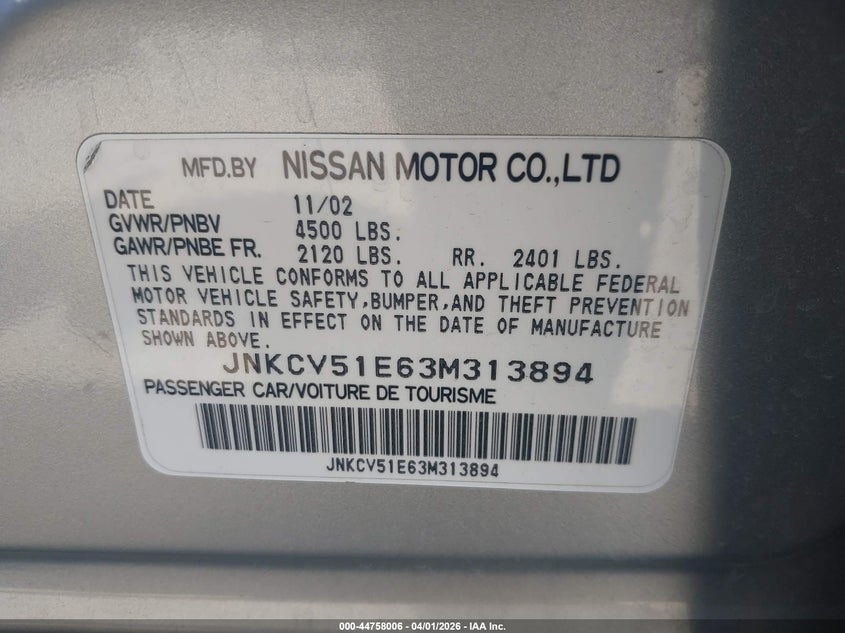 MFD.BY NISSAN MOTOR CO.,LTD
DATE 11/02
GVWR/PNBV 4500 LBS.
GAWR/PNBE FR. 2120 LBS. RR. 2401 LBS.
THIS VEHICLE CONFORMS TO ALL APPLICABLE FEDERAL
MOTOR VEHICLE SAFETY,BUMPER,AND THEFT PREVENTION
STANDARDS IN EFFECT ON THE DATE OF MANUFACTURE
SHOWN ABOVE.
JNKCV51E63M313894
PASSENGER CAR/VOITURE DE TOURISME
JNKCV51E63M313894
000-44758006 - 04/01/2026 - IAA Inc.